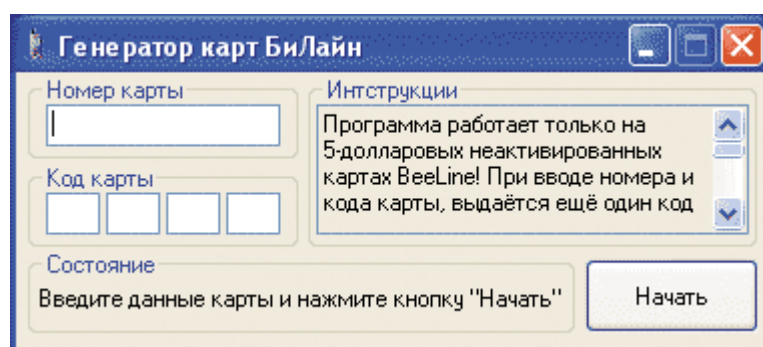 Генератор карт БиЛайн
Номер карты
Код карты
Интструкции
Программа работает только на
5-долларовых неактивированных
картах BeeLine! При вводе номера и
кода карты, выдаётся ещё один код
Состояние
Введите данные карты и нажмите кнопку "Начать"
Начать